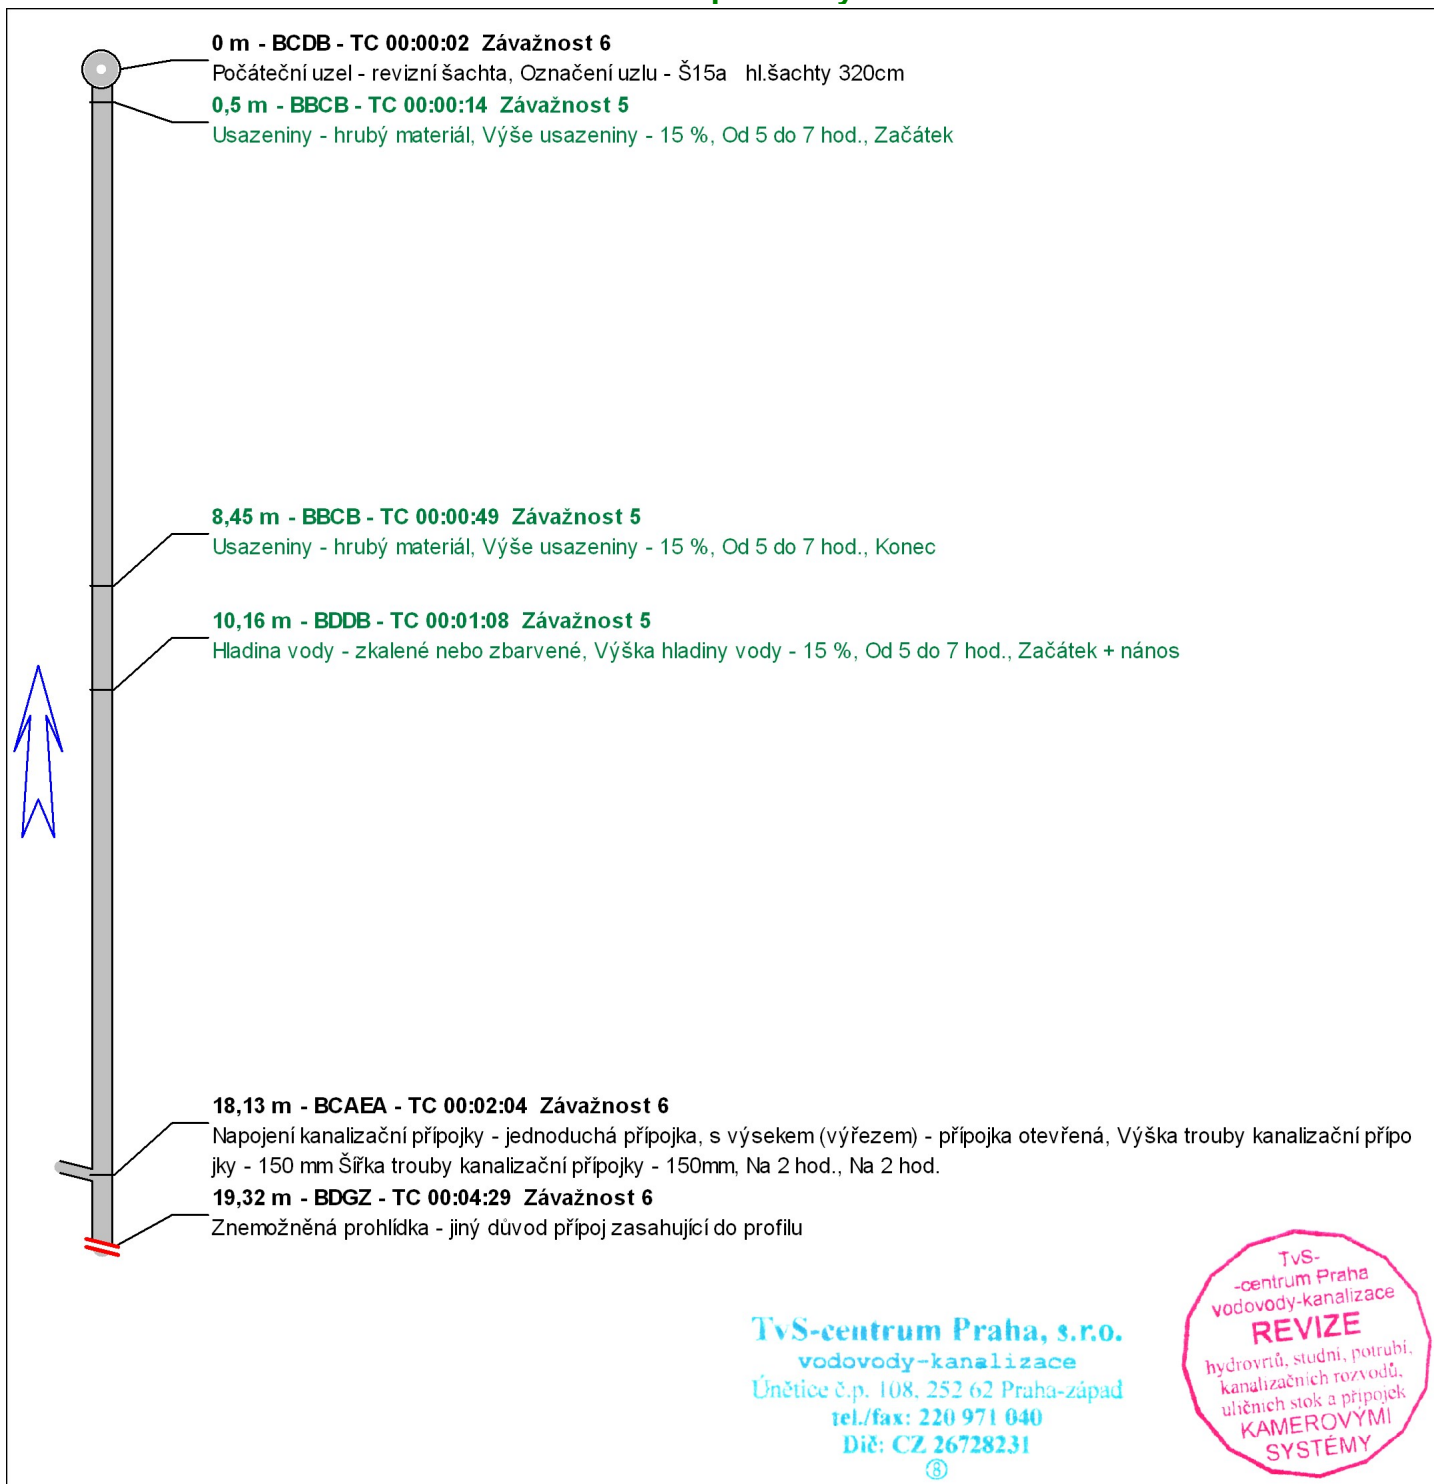 0 m - BCDB - TC 00:00:02 Závažnost 6
Počáteční uzel - revizní šachta, Označení uzlu - Š15a hl.šachty 320cm
0,5 m - BBCB - TC 00:00:14 Závažnost 5
Usazeniny - hrubý materiál, Výše usazeniny - 15 %, Od 5 do 7 hod., Začátek
8,45 m - BBCB - TC 00:00:49 Závažnost 5
Usazeniny - hrubý materiál, Výše usazeniny - 15 %, Od 5 do 7 hod., Konec
10,16 m - BDDB - TC 00:01:08 Závažnost 5
Hladina vody - zkalené nebo zbarvené, Výška hladiny vody - 15 %, Od 5 do 7 hod., Začátek + nános
18,13 m - BCAEA - TC 00:02:04 Závažnost 6
Napojení kanalizační přípojky - jednoduchá přípojka, s výsekem (výřezem) - přípojka otevřená, Výška trouby kanalizační přípo
jky - 150 mm Šířka trouby kanalizační přípojky - 150mm, Na 2 hod., Na 2 hod.
19,32 m - BDGZ - TC 00:04:29 Závažnost 6
Znemožněná prohlídka - jiný důvod přípoj zasahující do profilu
TvS-centrum Praha, s.r.o.
vodovody-kanalizace
Únětice č.p. 108, 252 62 Praha-západ
tel./fax: 220 971 040
Dič: CZ 26728231
8
TvS-
-centrum Praha
vodovody-kanalizace
REVIZE
hydrovrtů, studní, potrubí,
kanalizačních rozvodů,
uličních stok a přípojek
KAMEROVÝMI
SYSTÉMY